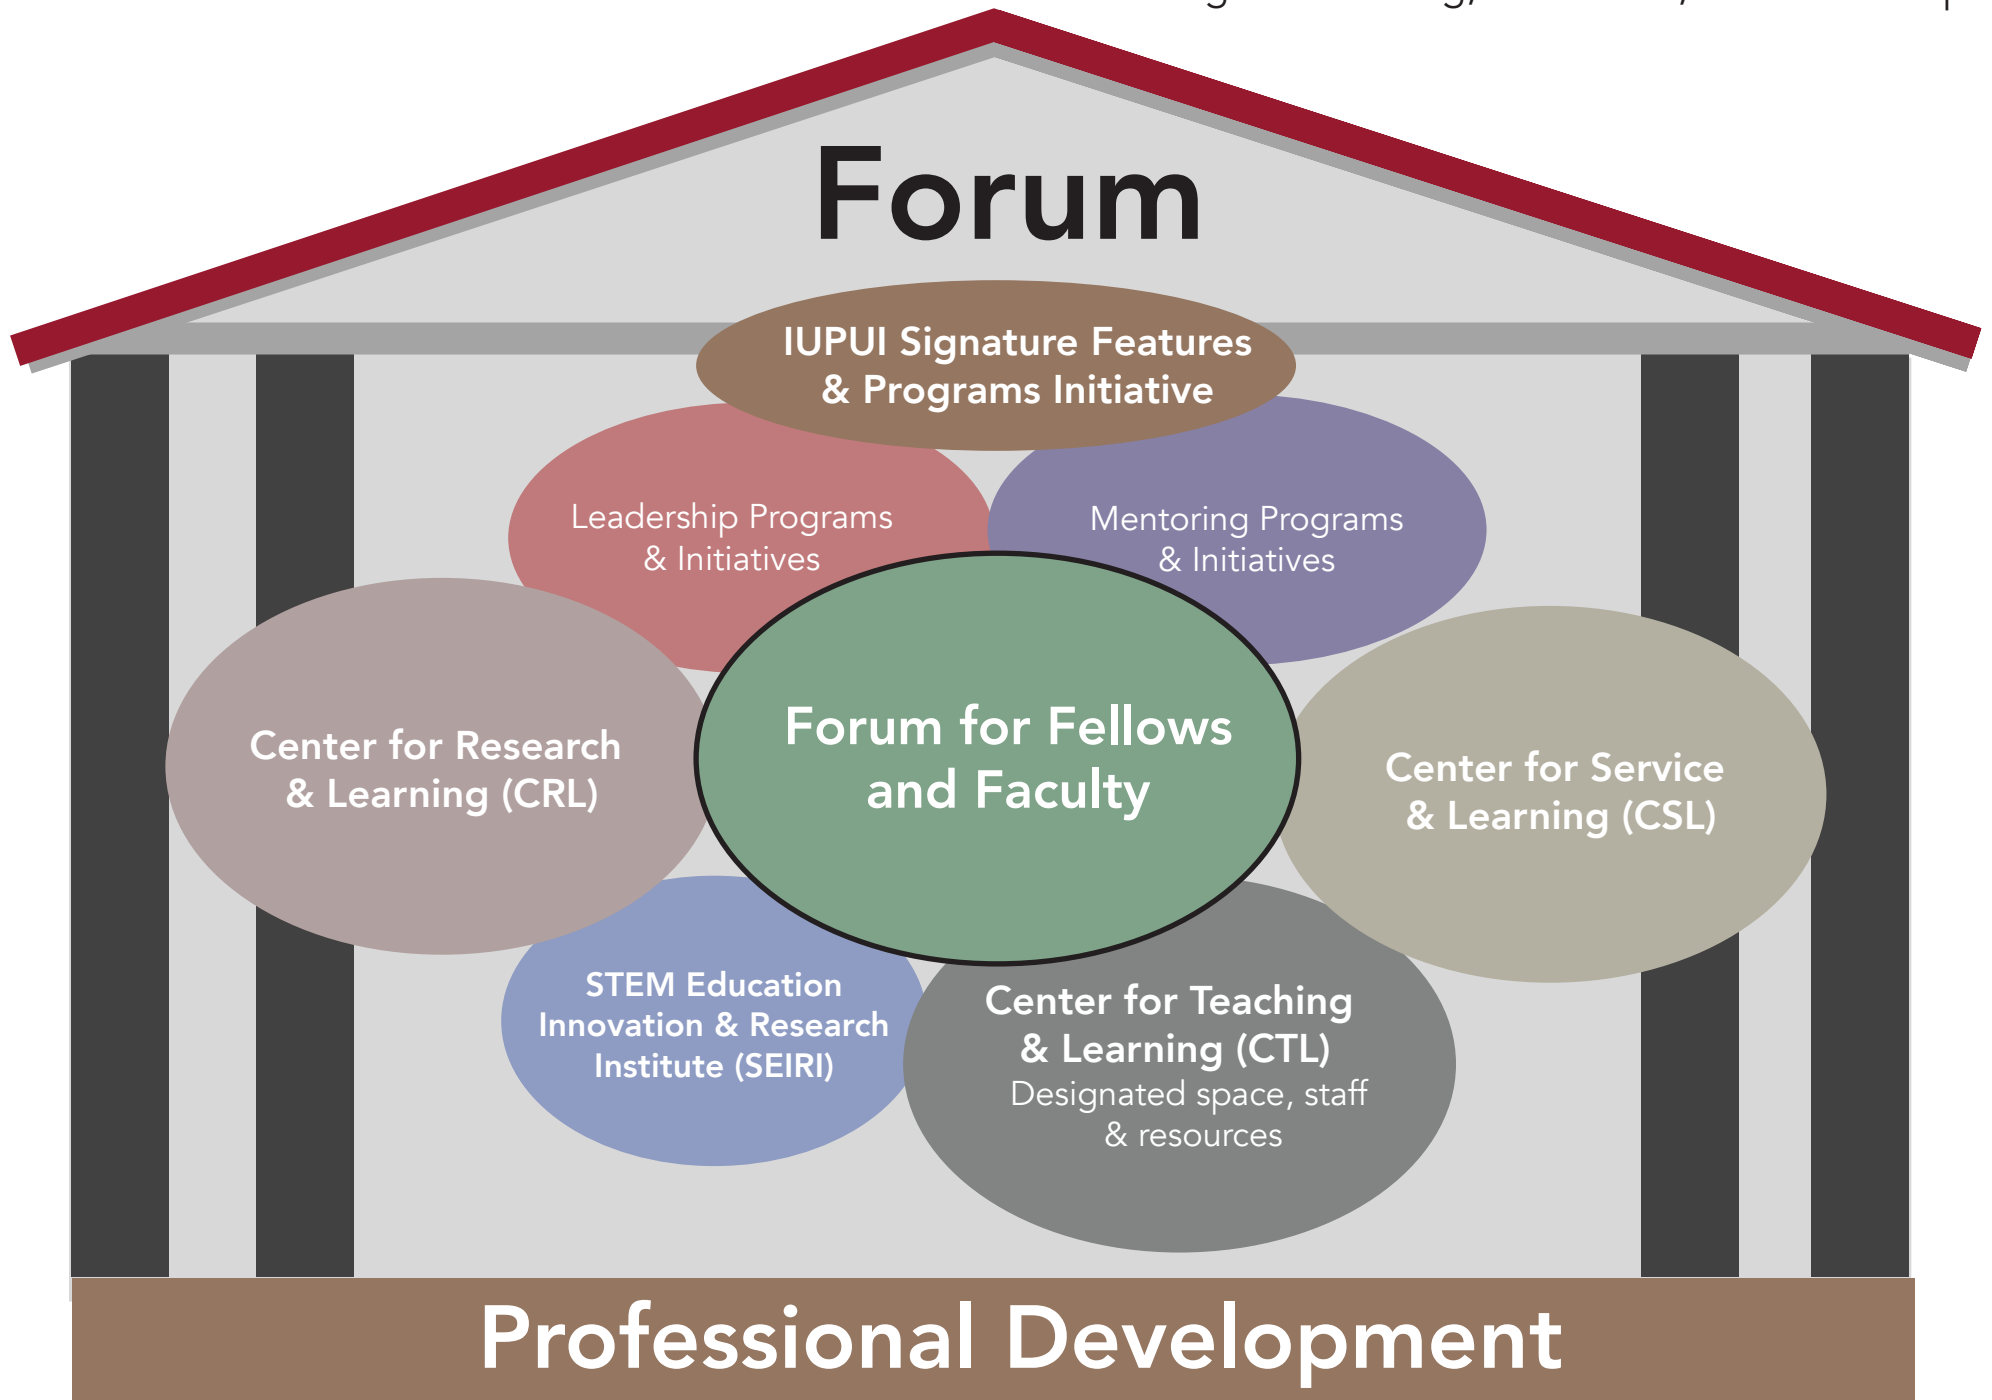 Forum
IUPUI Signature Features
& Programs Initiative
Leadership Programs
& Initiatives
Mentoring Programs
& Initiatives
Forum for Fellows
and Faculty
Center for Research
& Learning (CRL)
Center for Service
& Learning (CSL)
STEM Education
Innovation & Research
Institute (SEIRI)
Center for Teaching
& Learning (CTL)
Designated space, staff
& resources
Professional Development